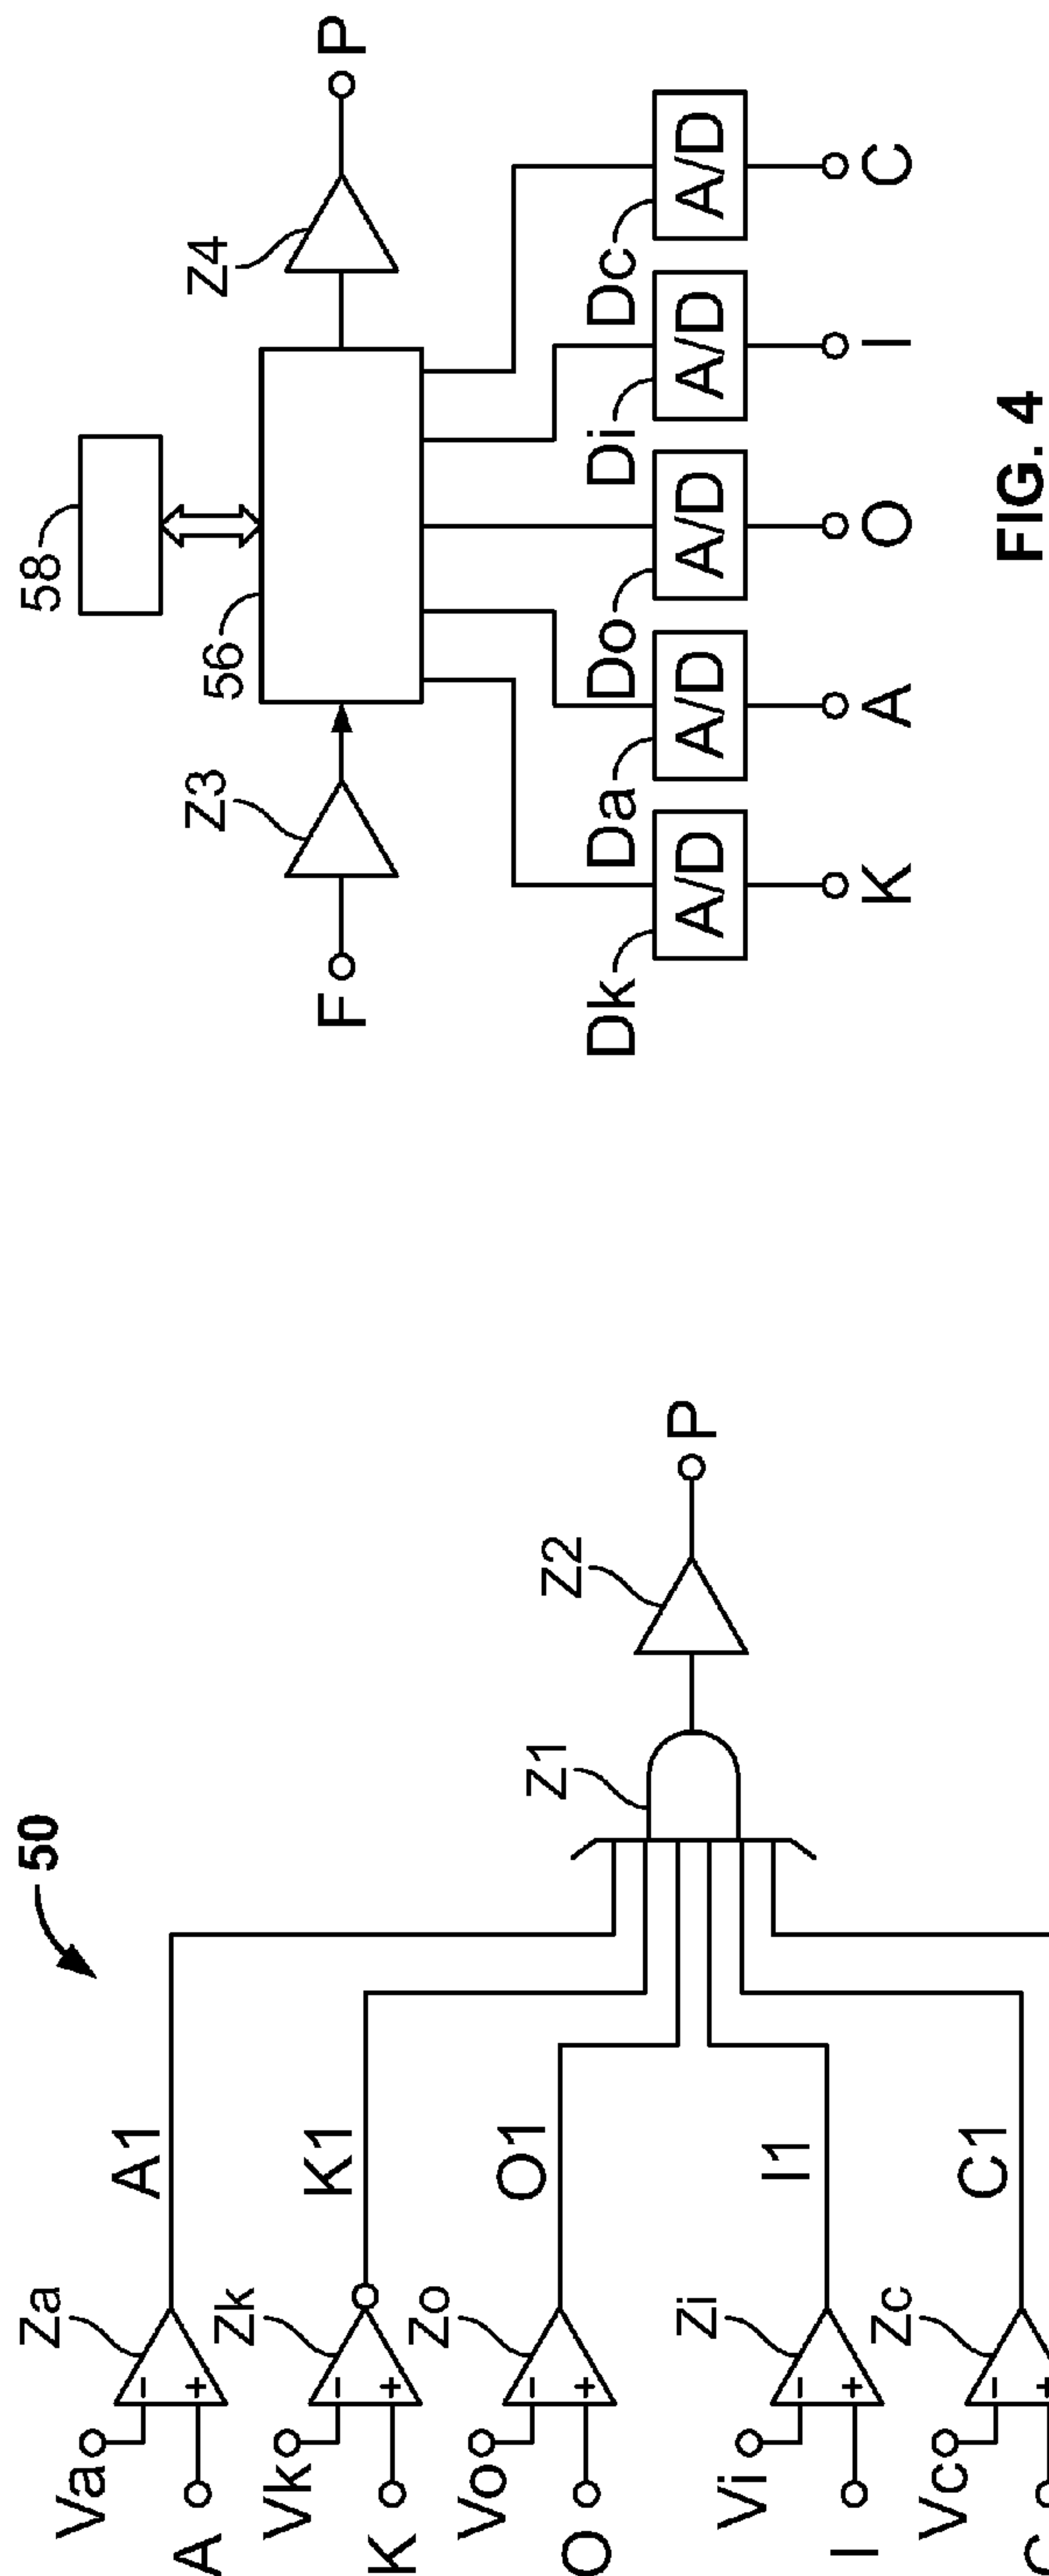 50
Va
A
Za
A1
Vk
K
Zk
K1
Vo
O
Zo
O1
Z1
Z2
P
Vi
I
Zi
I1
Vc
Zc
C1
58
56
F
Z3
Z4
P
Dk
A/D
Da
A/D
Do
A/D
Di
A/D
Dc
A/D
K
A
O
I
C
FIG. 4